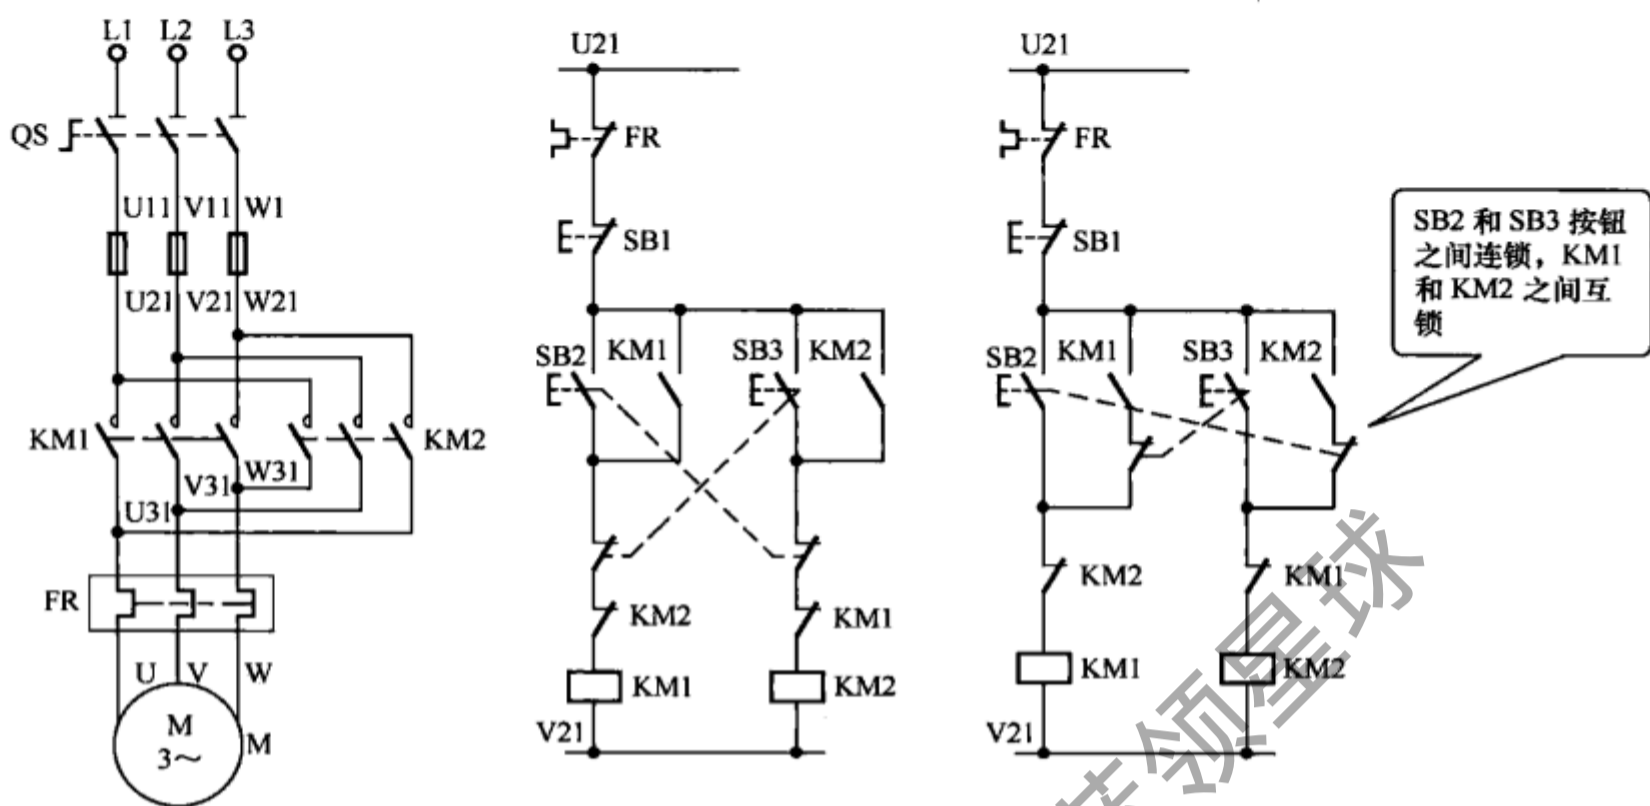 L1 L2 L3
QS
U11 V11 W1
U21 V21 W21
KM1
KM2
V31 W31
U31
FR
U V W
M
3～
M
U21
FR
SB1
SB2 KM1 SB3 KM2
KM2 KM1
KM1 KM2
V21
U21
FR
SB1
SB2 KM1 SB3 KM2
KM2 KM1
KM1 KM2
V21
SB2 和 SB3 按钮
之间连锁，KM1
和 KM2 之间互
锁
领星球